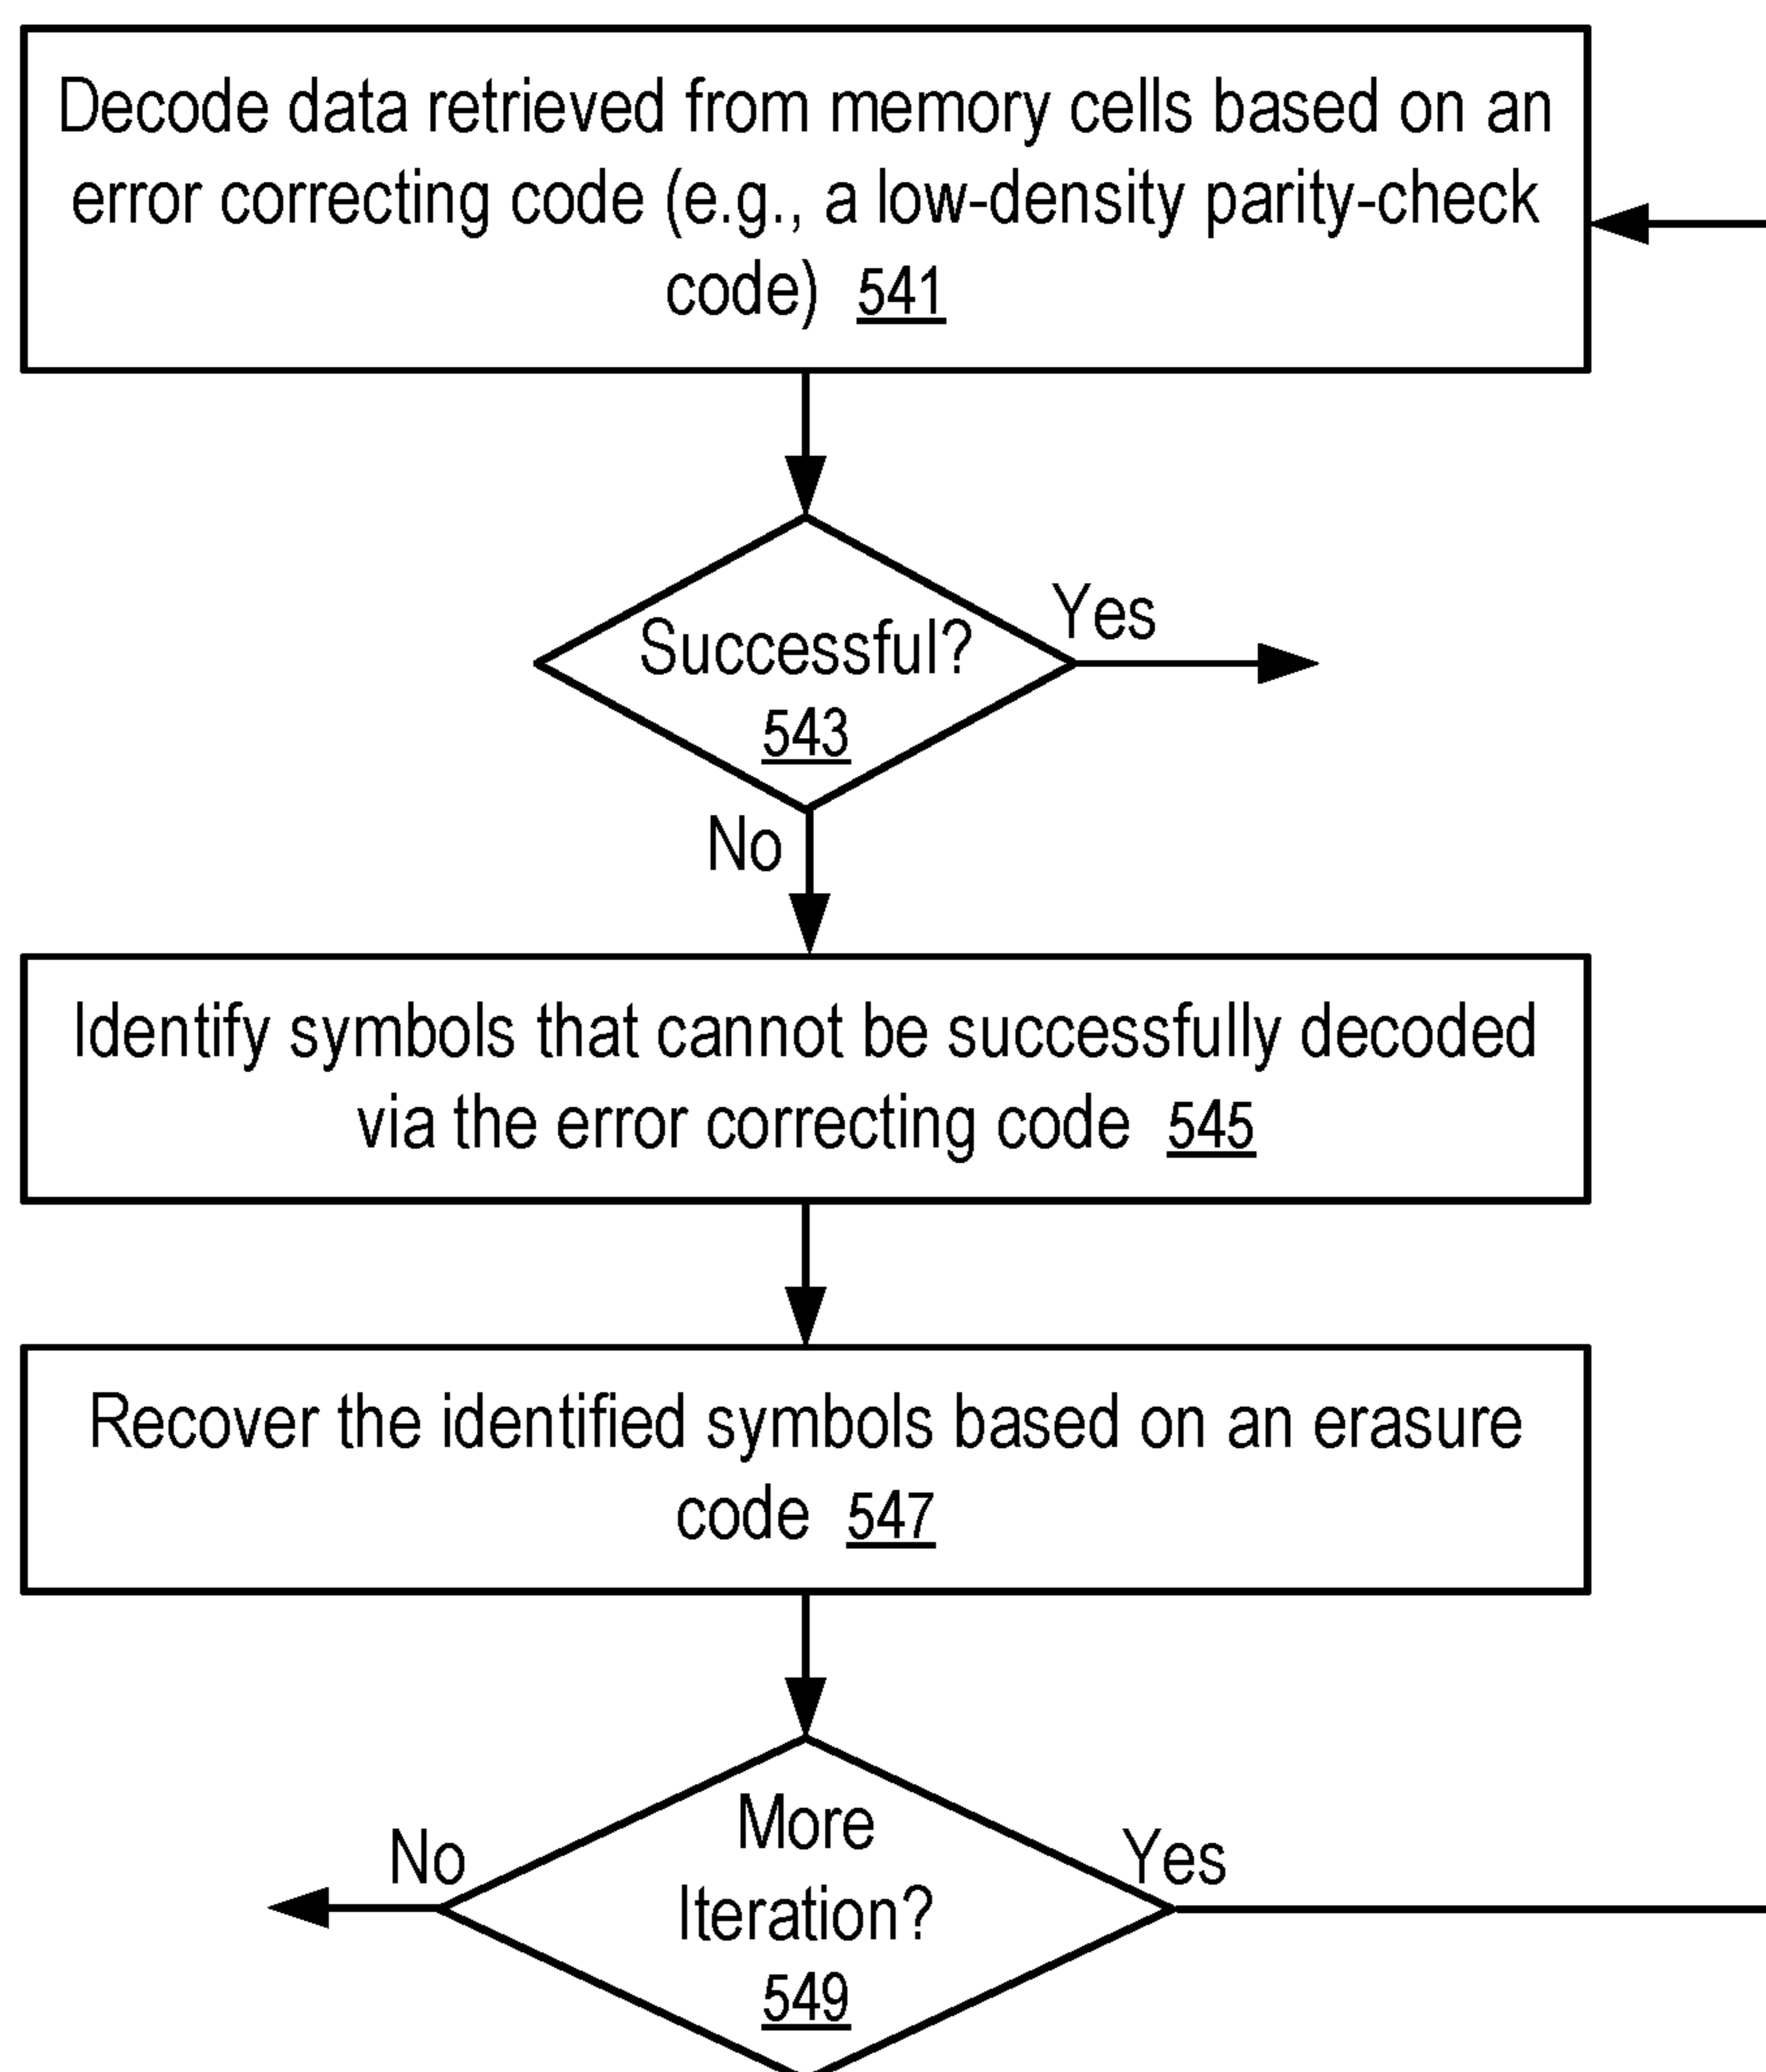 Decode data retrieved from memory cells based on an
error correcting code (e.g., a low-density parity-check
code) 541
Successful?
543
Yes
No
Identify symbols that cannot be successfully decoded
via the error correcting code 545
Recover the identified symbols based on an erasure
code 547
More
Iteration?
549
No
Yes